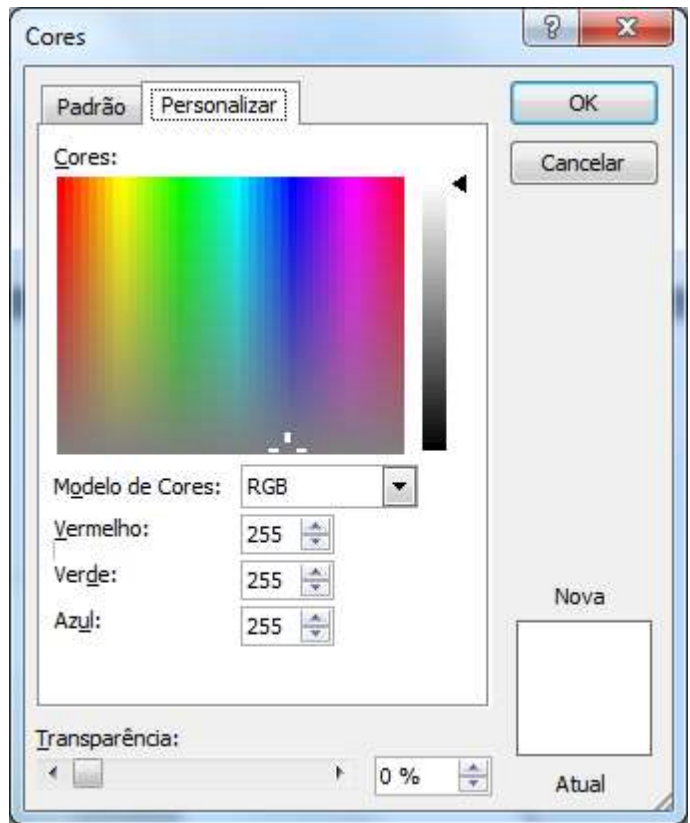 Cores
Padrão Personalizar
OK
Cancelar
Cores:
Modelo de Cores: RGB
Vermelho: 255
Verde: 255
Azul: 255
Nova
Atual
Transparência:
0 %